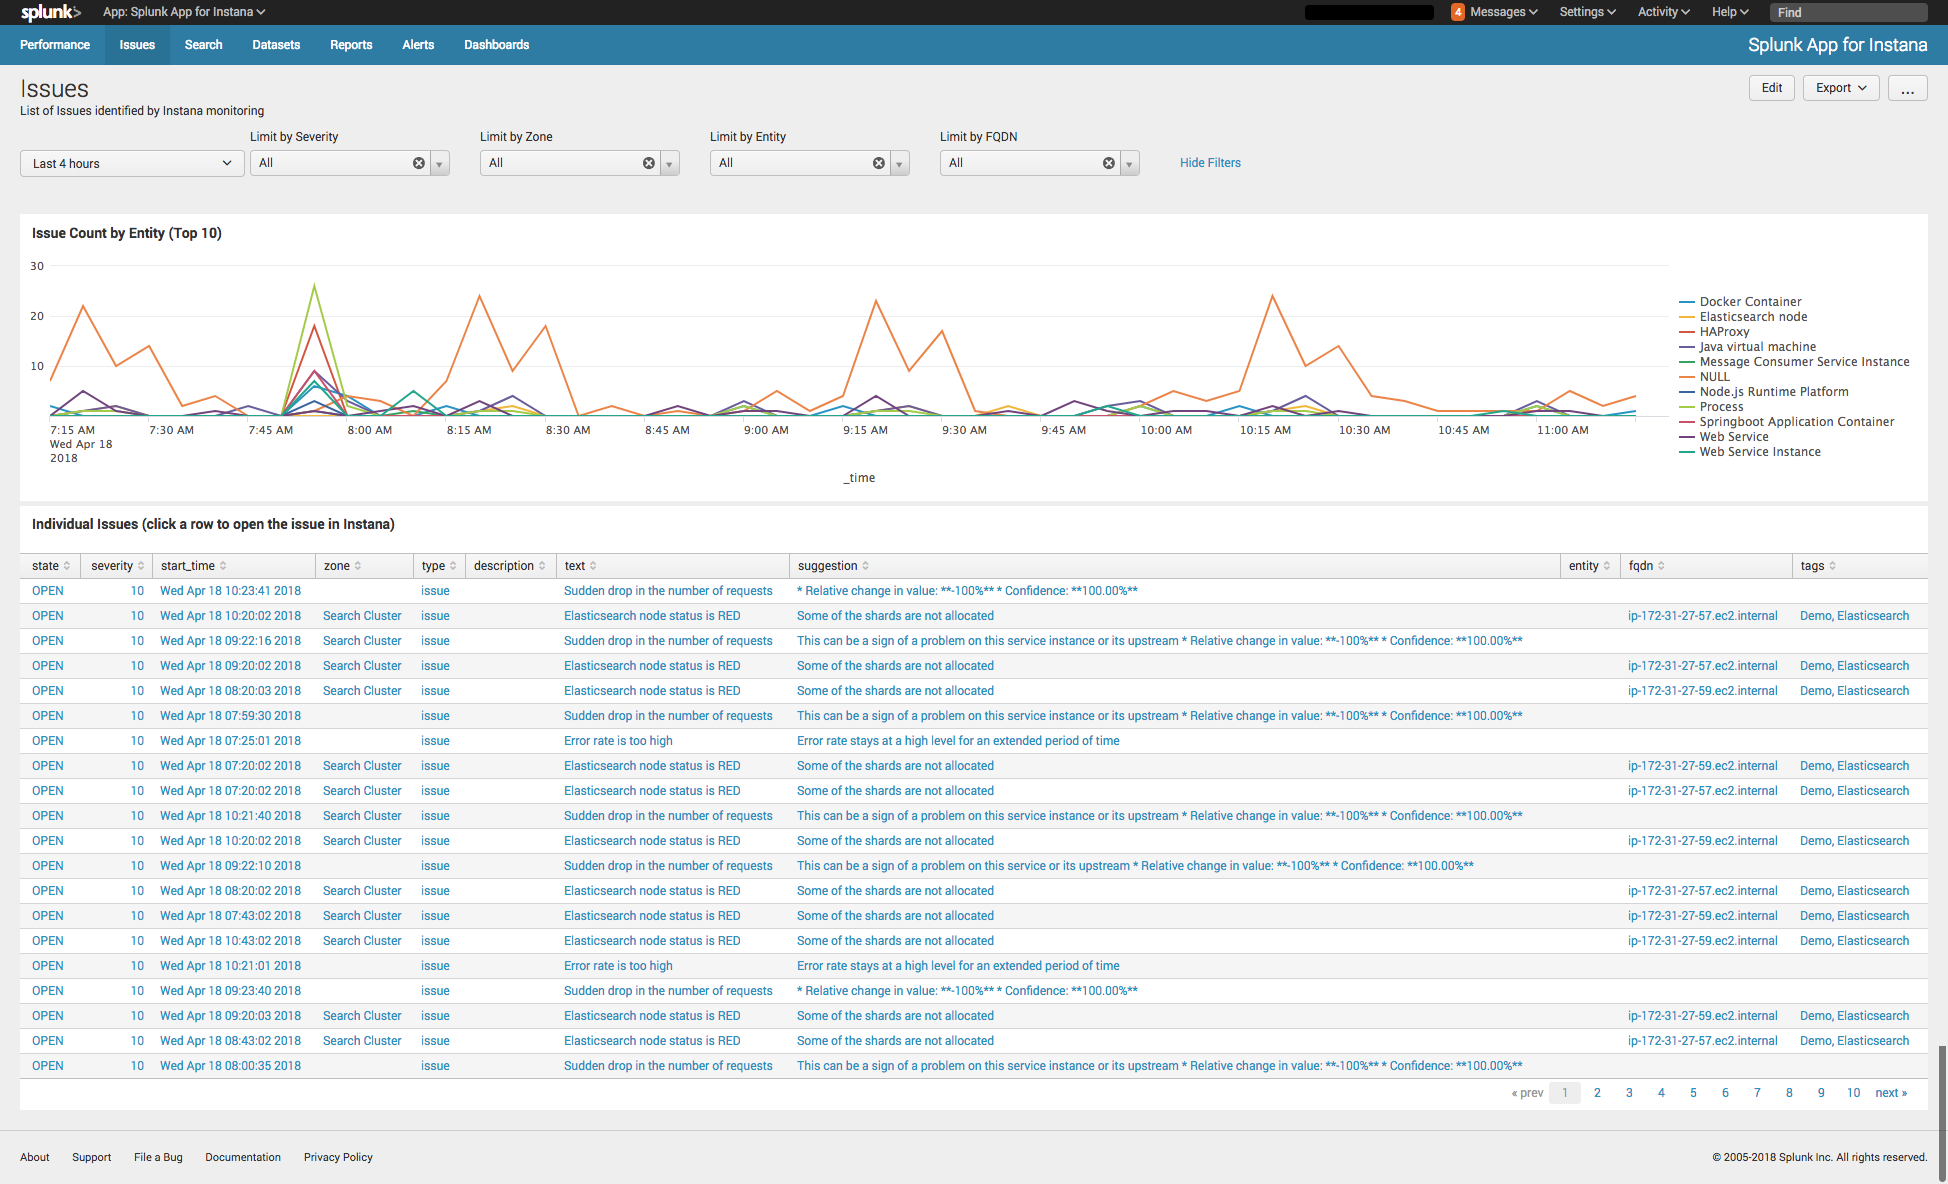 splunk> App: Splunk App for Instana 4 Messages Settings Activity Help Find
Performance Issues Search Datasets Reports Alerts Dashboards Splunk App for Instana
Issues Edit Export ...
List of Issues identified by Instana monitoring
Limit by Severity Limit by Zone Limit by Entity Limit by FQDN
Last 4 hours All All All All Hide Filters
Issue Count by Entity (Top 10)
30
20
10
Docker Container
Elasticsearch node
HAProxy
Java virtual machine
Message Consumer Service Instance
NULL
Node.js Runtime Platform
Process
Springboot Application Container
Web Service
Web Service Instance
7:15 AM 7:30 AM 7:45 AM 8:00 AM 8:15 AM 8:30 AM 8:45 AM 9:00 AM 9:15 AM 9:30 AM 9:45 AM 10:00 AM 10:15 AM 10:30 AM 10:45 AM 11:00 AM
Wed Apr 18
2018
_time
Individual Issues (click a row to open the issue in Instana)
state severity start_time zone type description text suggestion entity fqdn tags
OPEN 10 Wed Apr 18 10:23:41 2018 issue Sudden drop in the number of requests * Relative change in value: **-100%** * Confidence: **100.00%**
OPEN 10 Wed Apr 18 10:20:02 2018 Search Cluster issue Elasticsearch node status is RED Some of the shards are not allocated ip-172-31-27-57.ec2.internal Demo, Elasticsearch
OPEN 10 Wed Apr 18 09:22:16 2018 Search Cluster issue Sudden drop in the number of requests This can be a sign of a problem on this service instance or its upstream * Relative change in value: **-100%** * Confidence: **100.00%**
OPEN 10 Wed Apr 18 09:20:02 2018 Search Cluster issue Elasticsearch node status is RED Some of the shards are not allocated ip-172-31-27-57.ec2.internal Demo, Elasticsearch
OPEN 10 Wed Apr 18 08:20:03 2018 Search Cluster issue Elasticsearch node status is RED Some of the shards are not allocated ip-172-31-27-59.ec2.internal Demo, Elasticsearch
OPEN 10 Wed Apr 18 07:59:30 2018 issue Sudden drop in the number of requests This can be a sign of a problem on this service instance or its upstream * Relative change in value: **-100%** * Confidence: **100.00%**
OPEN 10 Wed Apr 18 07:25:01 2018 issue Error rate is too high Error rate stays at a high level for an extended period of time
OPEN 10 Wed Apr 18 07:20:02 2018 Search Cluster issue Elasticsearch node status is RED Some of the shards are not allocated ip-172-31-27-59.ec2.internal Demo, Elasticsearch
OPEN 10 Wed Apr 18 07:20:02 2018 Search Cluster issue Elasticsearch node status is RED Some of the shards are not allocated ip-172-31-27-57.ec2.internal Demo, Elasticsearch
OPEN 10 Wed Apr 18 10:21:40 2018 Search Cluster issue Sudden drop in the number of requests This can be a sign of a problem on this service instance or its upstream * Relative change in value: **-100%** * Confidence: **100.00%**
OPEN 10 Wed Apr 18 10:20:02 2018 Search Cluster issue Elasticsearch node status is RED Some of the shards are not allocated ip-172-31-27-59.ec2.internal Demo, Elasticsearch
OPEN 10 Wed Apr 18 09:22:10 2018 issue Sudden drop in the number of requests This can be a sign of a problem on this service or its upstream * Relative change in value: **-100%** * Confidence: **100.00%**
OPEN 10 Wed Apr 18 08:20:02 2018 Search Cluster issue Elasticsearch node status is RED Some of the shards are not allocated ip-172-31-27-57.ec2.internal Demo, Elasticsearch
OPEN 10 Wed Apr 18 07:43:02 2018 Search Cluster issue Elasticsearch node status is RED Some of the shards are not allocated ip-172-31-27-59.ec2.internal Demo, Elasticsearch
OPEN 10 Wed Apr 18 10:43:02 2018 Search Cluster issue Elasticsearch node status is RED Some of the shards are not allocated ip-172-31-27-59.ec2.internal Demo, Elasticsearch
OPEN 10 Wed Apr 18 10:21:01 2018 issue Error rate is too high Error rate stays at a high level for an extended period of time
OPEN 10 Wed Apr 18 09:23:40 2018 issue Sudden drop in the number of requests * Relative change in value: **-100%** * Confidence: **100.00%**
OPEN 10 Wed Apr 18 09:20:03 2018 Search Cluster issue Elasticsearch node status is RED Some of the shards are not allocated ip-172-31-27-59.ec2.internal Demo, Elasticsearch
OPEN 10 Wed Apr 18 08:43:02 2018 Search Cluster issue Elasticsearch node status is RED Some of the shards are not allocated ip-172-31-27-57.ec2.internal Demo, Elasticsearch
OPEN 10 Wed Apr 18 08:00:35 2018 issue Sudden drop in the number of requests This can be a sign of a problem on this service instance or its upstream * Relative change in value: **-100%** * Confidence: **100.00%**
« prev 1 2 3 4 5 6 7 8 9 10 next »
About Support File a Bug Documentation Privacy Policy © 2005-2018 Splunk Inc. All rights reserved.